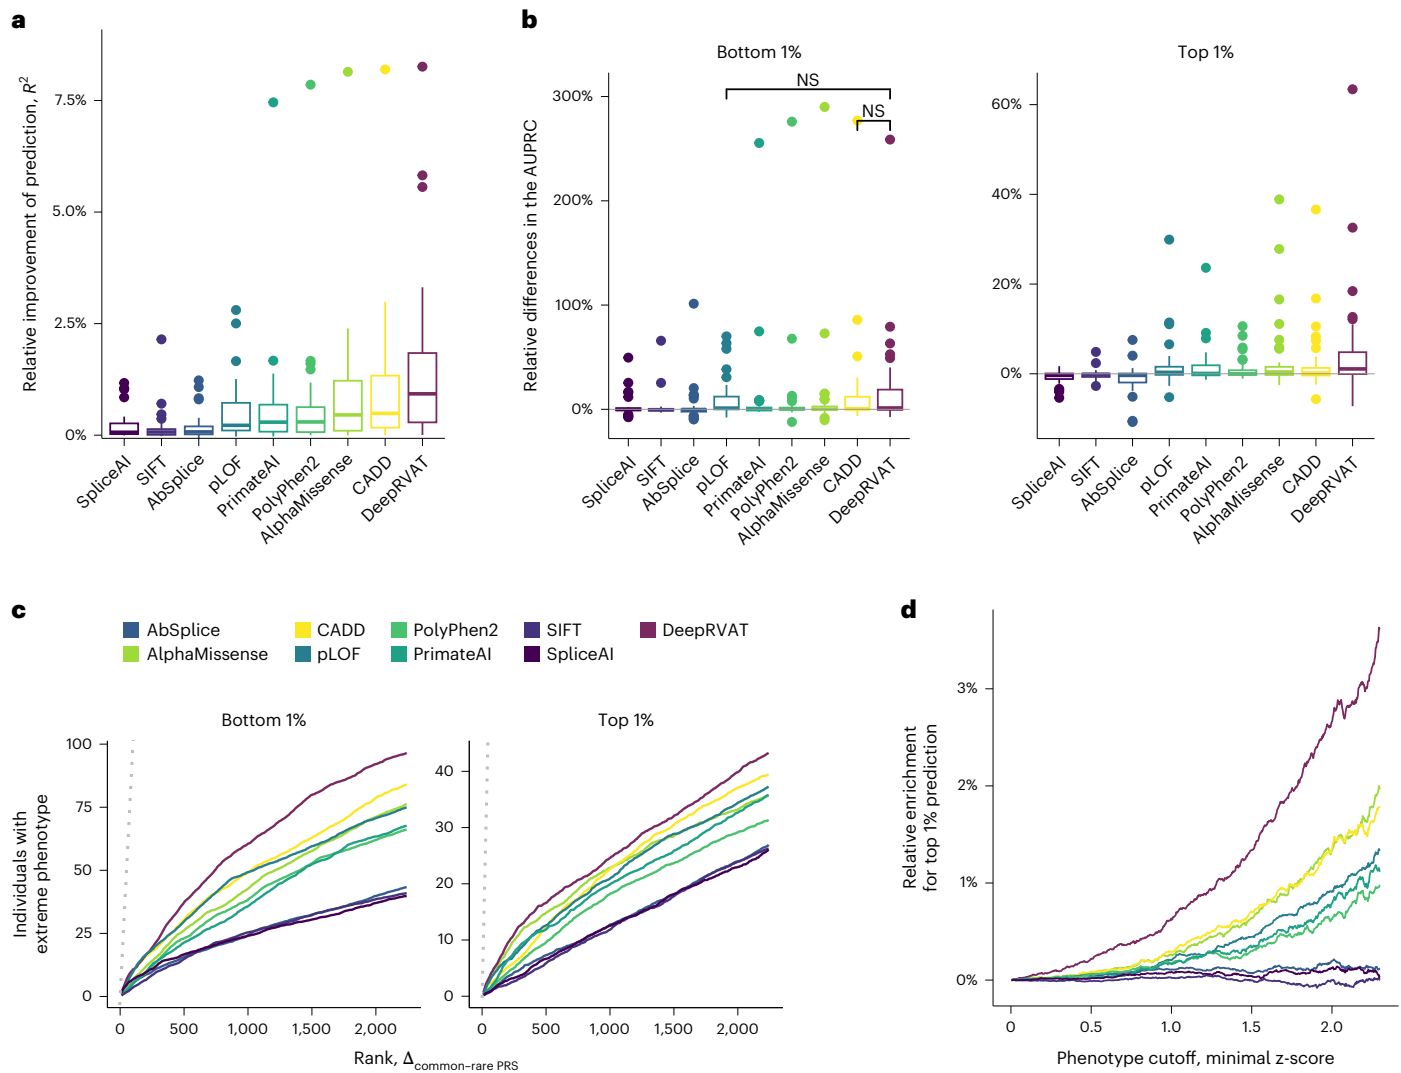 a
Relative improvement of prediction, R²
7.5%
5.0%
2.5%
0%
SpliceAI
SIFT
AbSplice
pLOF
PrimateAI
PolyPhen2
AlphaMissense
CADD
DeepRVAT
b
Bottom 1%
Relative differences in the AUPRC
300%
200%
100%
0%
NS
NS
SpliceAI
SIFT
AbSplice
pLOF
PrimateAI
PolyPhen2
AlphaMissense
CADD
DeepRVAT
Top 1%
60%
40%
20%
0%
SpliceAI
SIFT
AbSplice
pLOF
PrimateAI
PolyPhen2
AlphaMissense
CADD
DeepRVAT
c
AbSplice
CADD
PolyPhen2
SIFT
DeepRVAT
AlphaMissense
pLOF
PrimateAI
SpliceAI
Bottom 1%
Individuals with
extreme phenotype
100
75
50
25
0
0
500
1,000
1,500
2,000
Top 1%
40
30
20
10
0
0
500
1,000
1,500
2,000
Rank, Δcommon–rare PRS
d
Relative enrichment
for top 1% prediction
3%
2%
1%
0%
0
0.5
1.0
1.5
2.0
Phenotype cutoff, minimal z-score